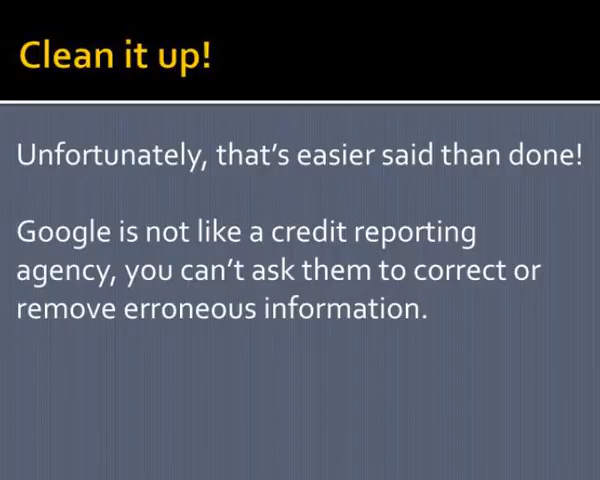 Clean it up!
Unfortunately, that’s easier said than done!
Google is not like a credit reporting
agency, you can’t ask them to correct or
remove erroneous information.